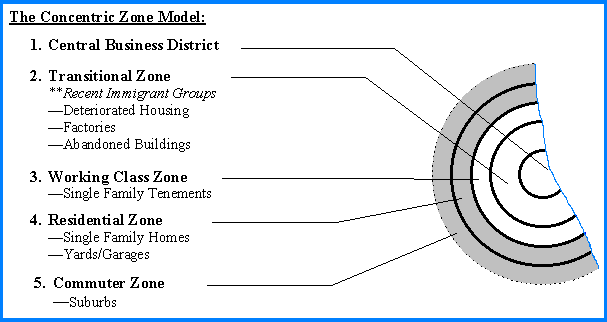 The Concentric Zone Model:
1. Central Business District
2. Transitional Zone
**Recent Immigrant Groups
—Deteriorated Housing
—Factories
—Abandoned Buildings
3. Working Class Zone
—Single Family Tenements
4. Residential Zone
—Single Family Homes
—Yards/Garages
5. Commuter Zone
—Suburbs